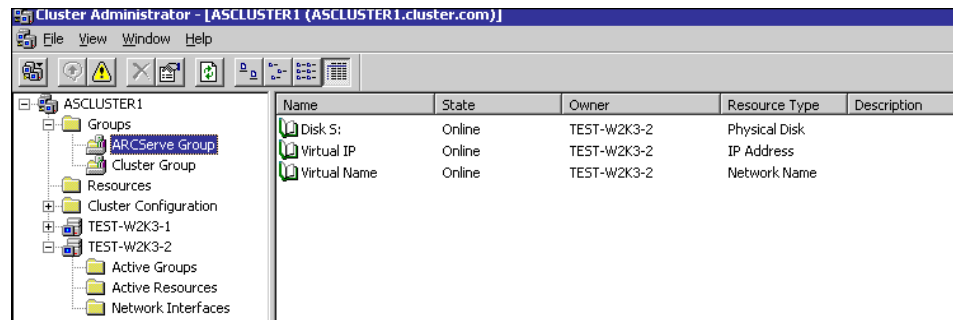 Cluster Administrator - [ASCLUSTER1 (ASCLUSTER1.cluster.com)]
File View Window Help
ASCLUSTER1
Groups
ARCServe Group
Cluster Group
Resources
Cluster Configuration
TEST-W2K3-1
TEST-W2K3-2
Active Groups
Active Resources
Network Interfaces
Name State Owner Resource Type Description
Disk S: Online TEST-W2K3-2 Physical Disk
Virtual IP Online TEST-W2K3-2 IP Address
Virtual Name Online TEST-W2K3-2 Network Name